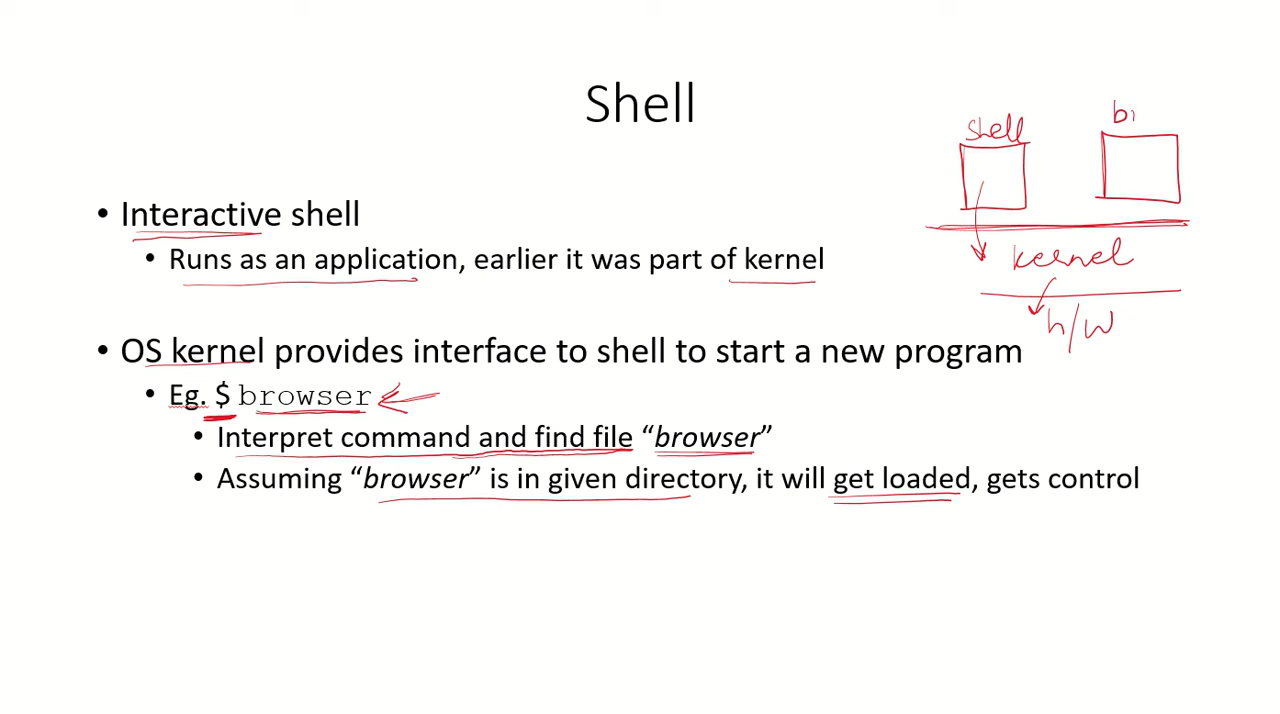 Shell
• Interactive shell
• Runs as an application, earlier it was part of kernel
• OS kernel provides interface to shell to start a new program
• Eg. $ browser
• Interpret command and find file “browser”
• Assuming “browser” is in given directory, it will get loaded, gets control
shell
br
kernel
h/w